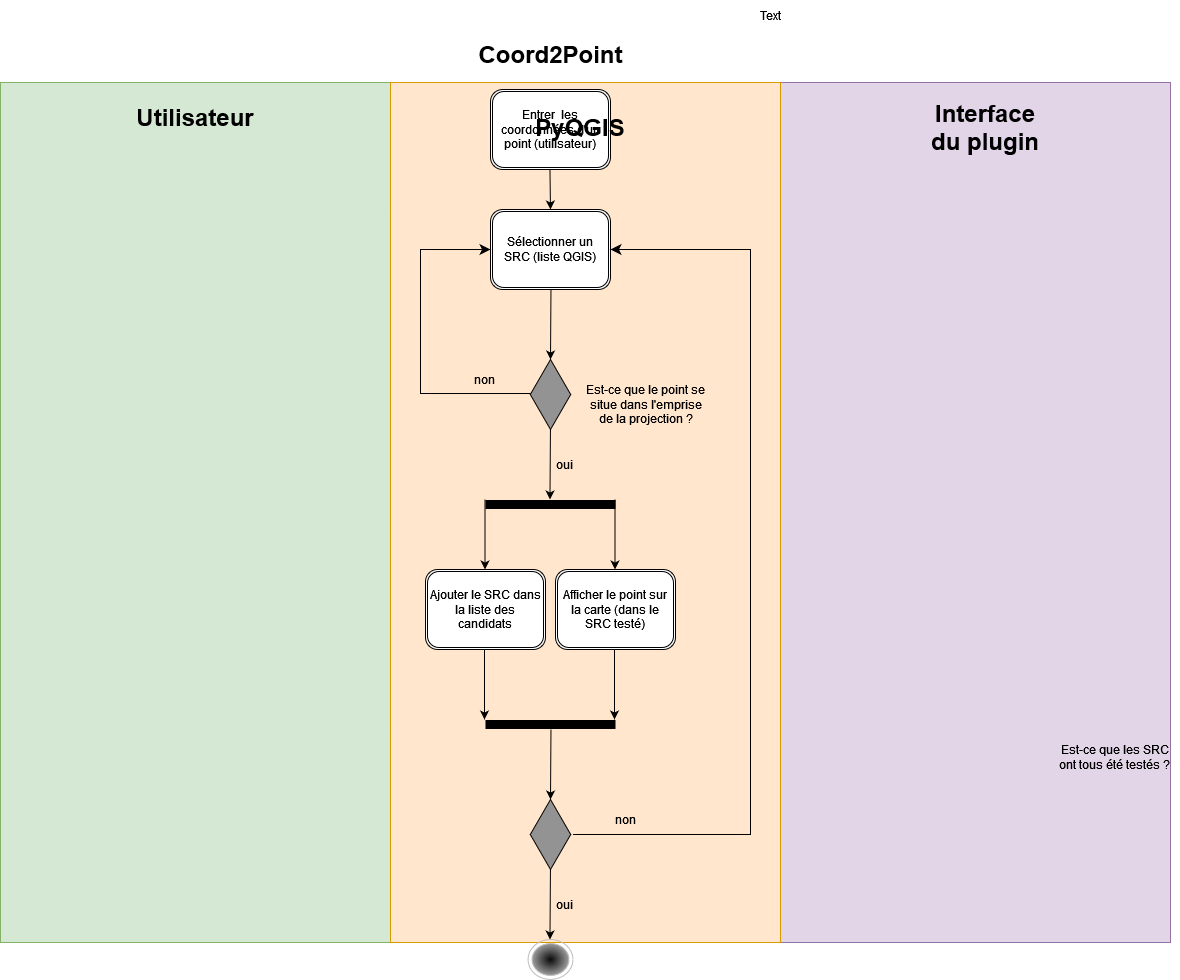 Text
Coord2Point
Utilisateur
PyQGIS
Interface
du plugin
Entrer les
coordonnées d'un
point (utilisateur)
Sélectionner un
SRC (liste QGIS)
non
Est-ce que le point se
situe dans l'emprise
de la projection ?
oui
Ajouter le SRC dans
la liste des
candidats
Afficher le point sur
la carte (dans le
SRC testé)
Est-ce que les SRC
ont tous été testés ?
non
oui